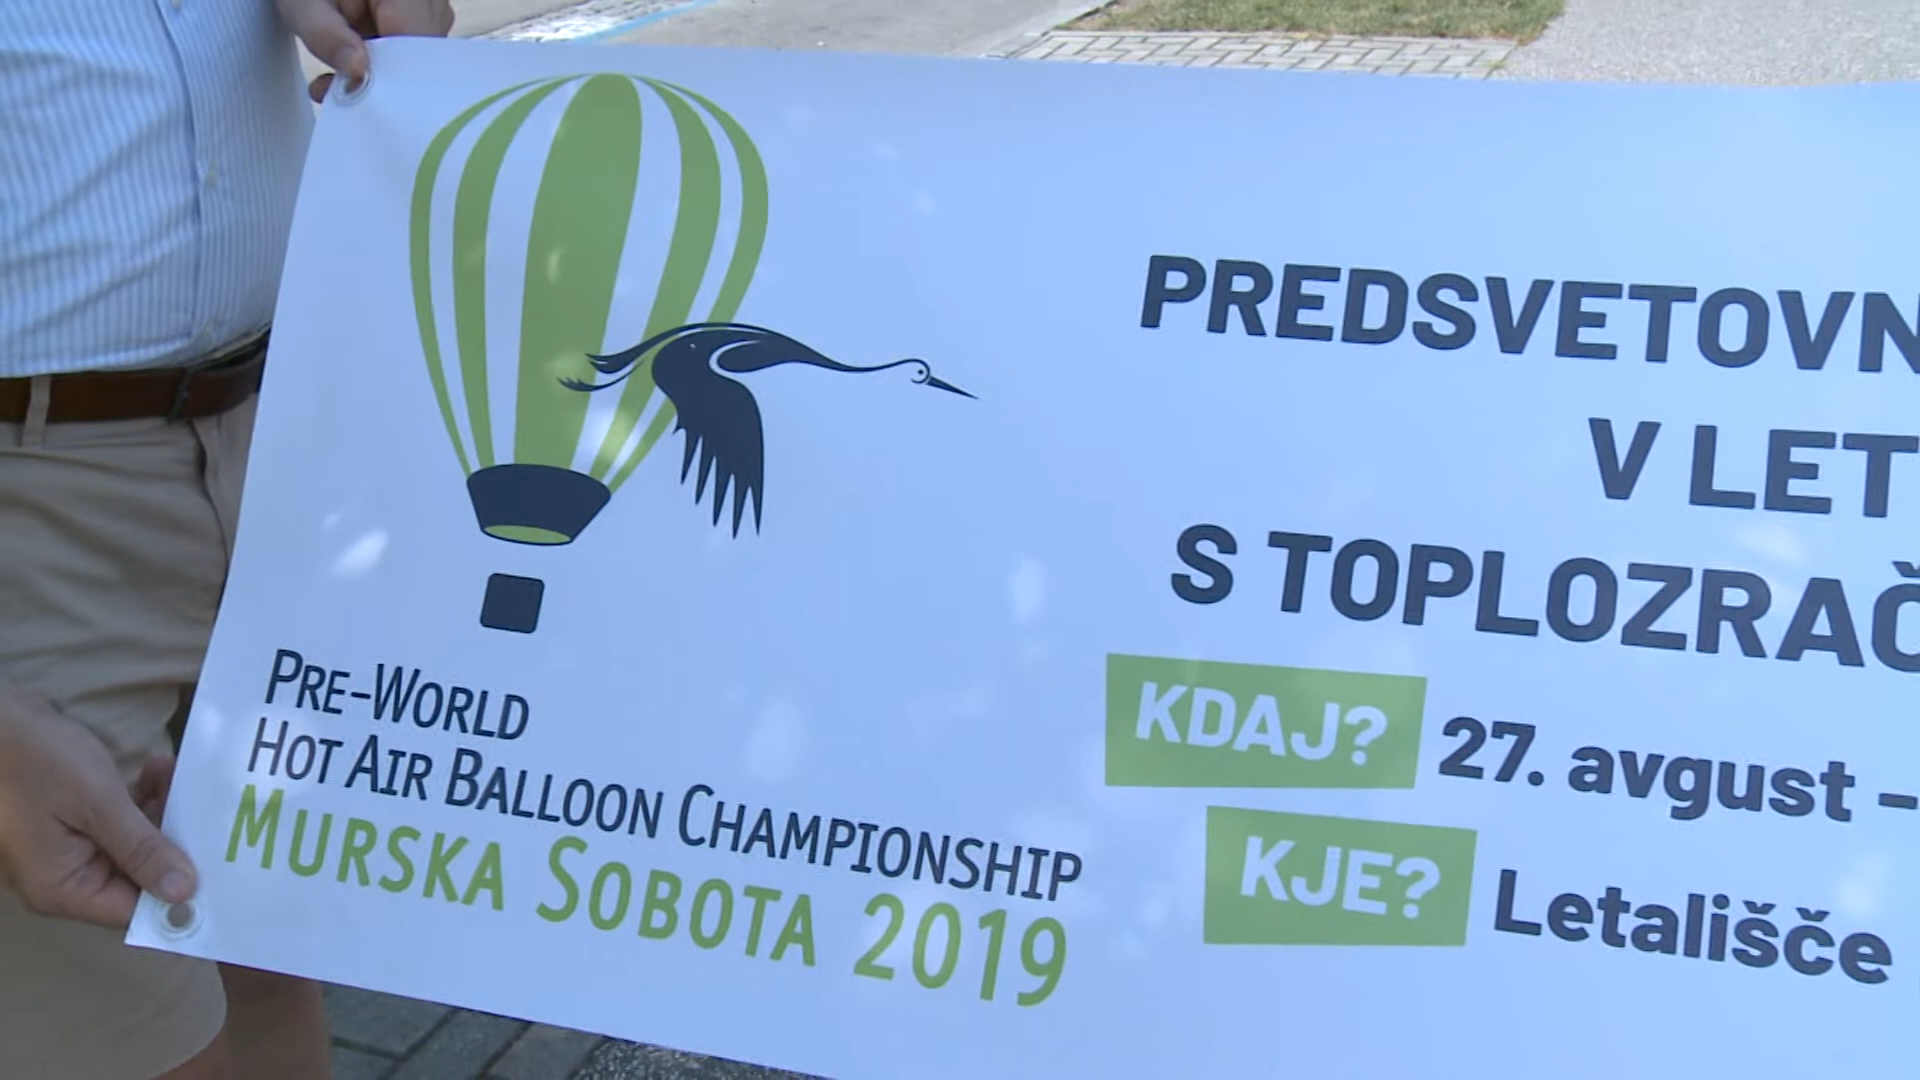 PRE-WORLD
HOT AIR BALLOON CHAMPIONSHIP
MURSKA SOBOTA 2019
PREDSVETOVN
V LET
S TOPLOZRAČ
KDAJ? 27. avgust -
KJE? Letališče